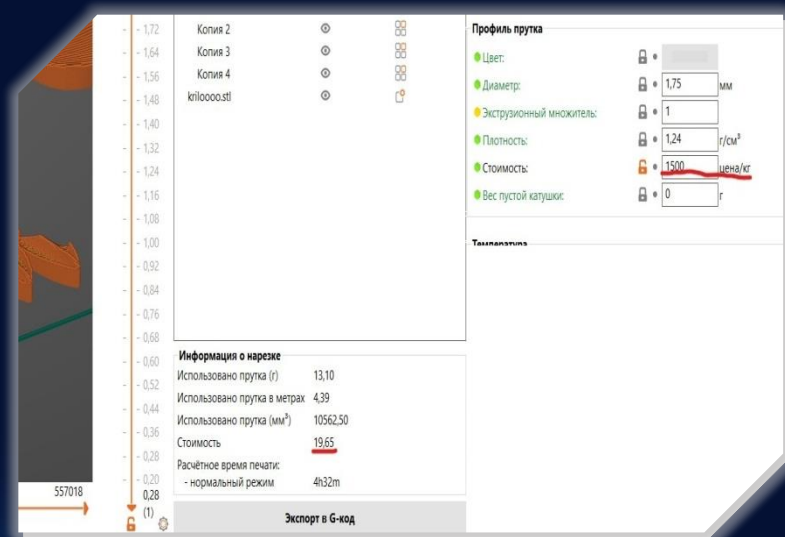 1,72
1,64
1,56
1,48
1,40
1,32
1,24
1,16
1,08
1,00
0,92
0,84
0,76
0,68
0,60
0,52
0,44
0,36
0,28
0,20
0,28
(1)
557018
Копия 2
Копия 3
Копия 4
kriloooo.stl
Информация о нарезке
Использовано прутка (г) 13,10
Использовано прутка в метрах 4,39
Использовано прутка (мм³) 10562,50
Стоимость 19,65
Расчётное время печати:
- нормальный режим 4h32m
Экспорт в G-код
Профиль прутка
Цвет:
Диаметр: 1,75 мм
Экструзионный множитель: 1
Плотность: 1,24 г/см³
Стоимость: 1500 цена/кг
Вес пустой катушки: 0 г
Температура